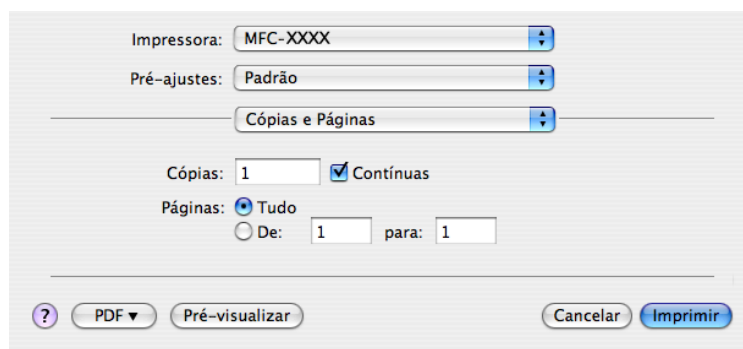 Impressora: MFC-XXXX
Pré-ajustes: Padrão
Cópias e Páginas
Cópias: 1 Contínuas
Páginas: Tudo
De: 1 para: 1
? PDF▼ Pré-visualizar Cancelar Imprimir